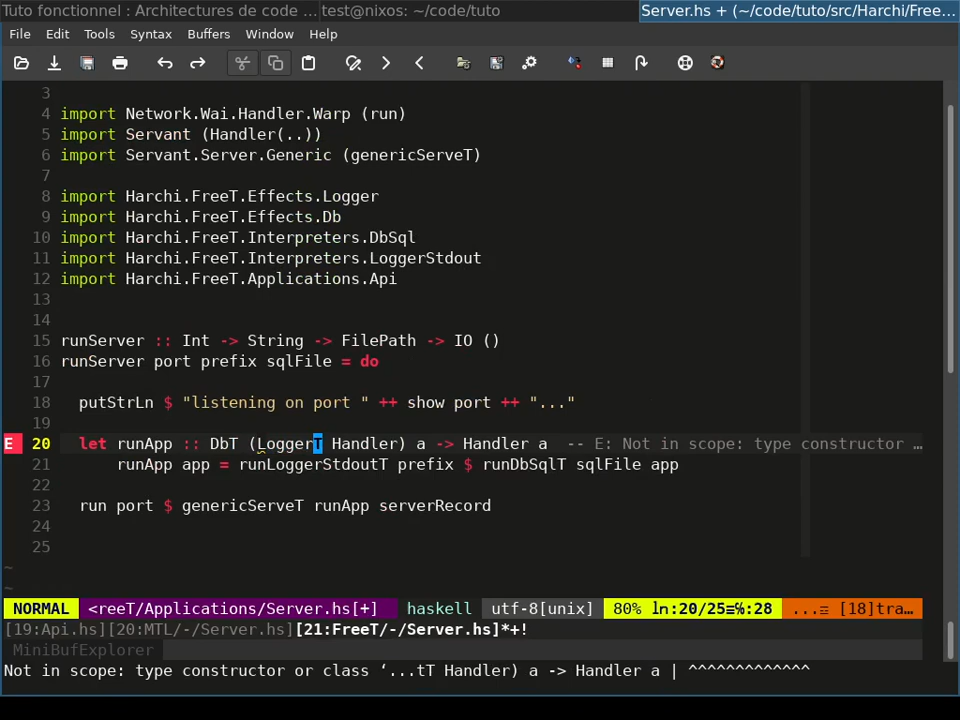 Tuto fonctionnel : Architectures de code ... test@nixos: ~/code/tuto Server.hs + (~/code/tuto/src/Harchi/Free...
File Edit Tools Syntax Buffers Window Help
3
4 import Network.Wai.Handler.Warp (run)
5 import Servant (Handler(..))
6 import Servant.Server.Generic (genericServeT)
7
8 import Harchi.FreeT.Effects.Logger
9 import Harchi.FreeT.Effects.Db
10 import Harchi.FreeT.Interpreters.DbSql
11 import Harchi.FreeT.Interpreters.LoggerStdout
12 import Harchi.FreeT.Applications.Api
13
14
15 runServer :: Int -> String -> FilePath -> IO ()
16 runServer port prefix sqlFile = do
17
18 putStrLn $ "listening on port " ++ show port ++ "..."
19
E 20 let runApp :: DbT (LoggerT Handler) a -> Handler a -- E: Not in scope: type constructor …
21 runApp app = runLoggerStdoutT prefix $ runDbSqlT sqlFile app
22
23 run port $ genericServeT runApp serverRecord
24
25
~
~
NORMAL <reeT/Applications/Server.hs[+] haskell utf-8[unix] 80% ㏑:20/25≡℅:28 ...≡ [18]tra…
[19:Api.hs][20:MTL/-/Server.hs][21:FreeT/-/Server.hs]*+!
MiniBufExplorer
Not in scope: type constructor or class ‘...tT Handler) a -> Handler a | ^^^^^^^^^^^^^